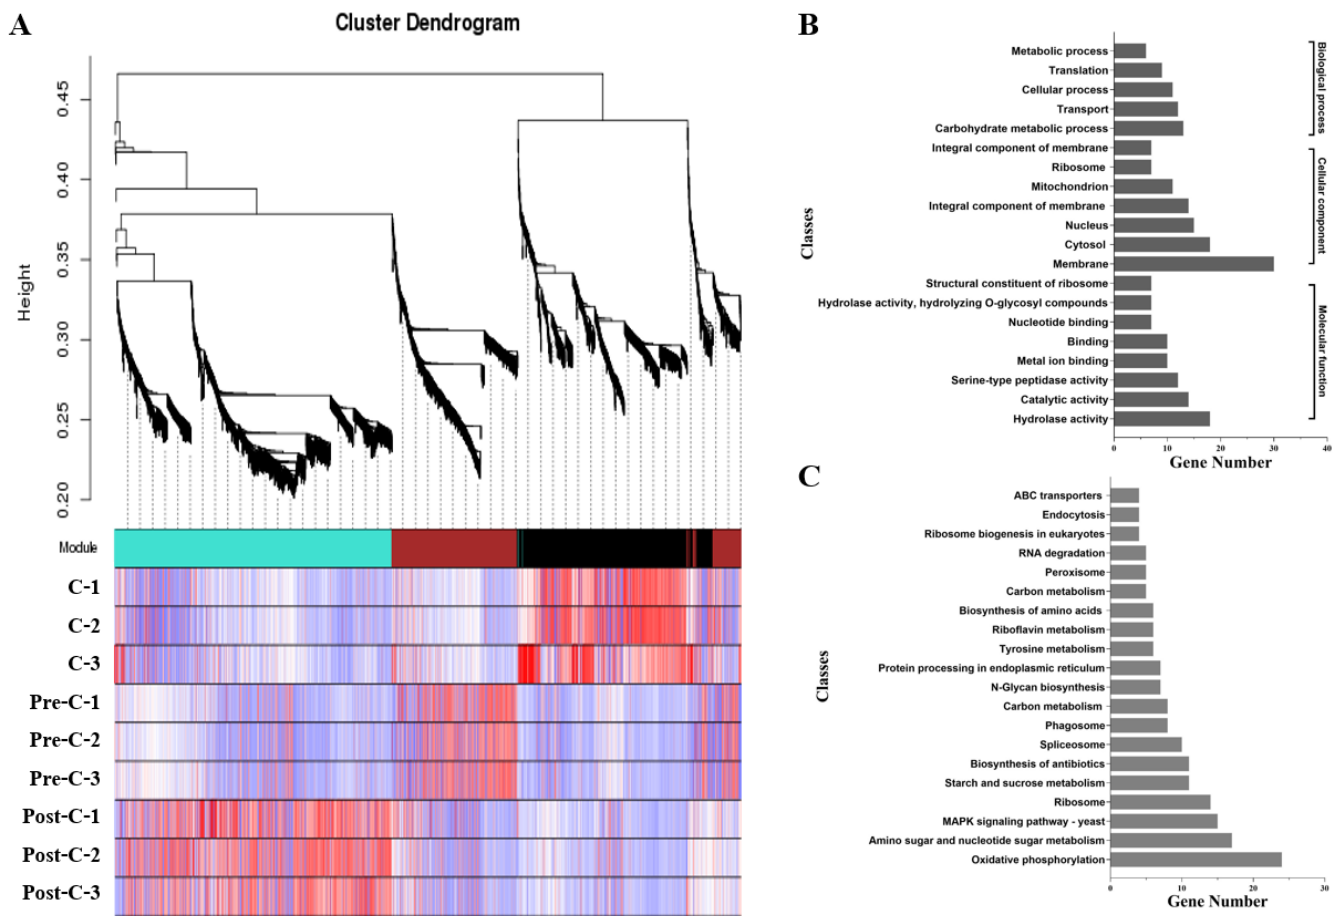 A
Cluster Dendrogram
Height
0.45
0.40
0.35
0.30
0.25
0.20
Module
C-1
C-2
C-3
Pre-C-1
Pre-C-2
Pre-C-3
Post-C-1
Post-C-2
Post-C-3
B
Classes
Metabolic process
Translation
Cellular process
Transport
Carbohydrate metabolic process
Integral component of membrane
Ribosome
Mitochondrion
Integral component of membrane
Nucleus
Cytosol
Membrane
Structural constituent of ribosome
Hydrolase activity, hydrolyzing O-glycosyl compounds
Nucleotide binding
Binding
Metal ion binding
Serine-type peptidase activity
Catalytic activity
Hydrolase activity
Biological process
Cellular component
Molecular function
0 10 20 30 40
Gene Number
C
Classes
ABC transporters
Endocytosis
Ribosome biogenesis in eukaryotes
RNA degradation
Peroxisome
Carbon metabolism
Biosynthesis of amino acids
Riboflavin metabolism
Tyrosine metabolism
Protein processing in endoplasmic reticulum
N-Glycan biosynthesis
Carbon metabolism
Phagosome
Spliceosome
Biosynthesis of antibiotics
Starch and sucrose metabolism
Ribosome
MAPK signaling pathway - yeast
Amino sugar and nucleotide sugar metabolism
Oxidative phosphorylation
0 10 20 30
Gene Number